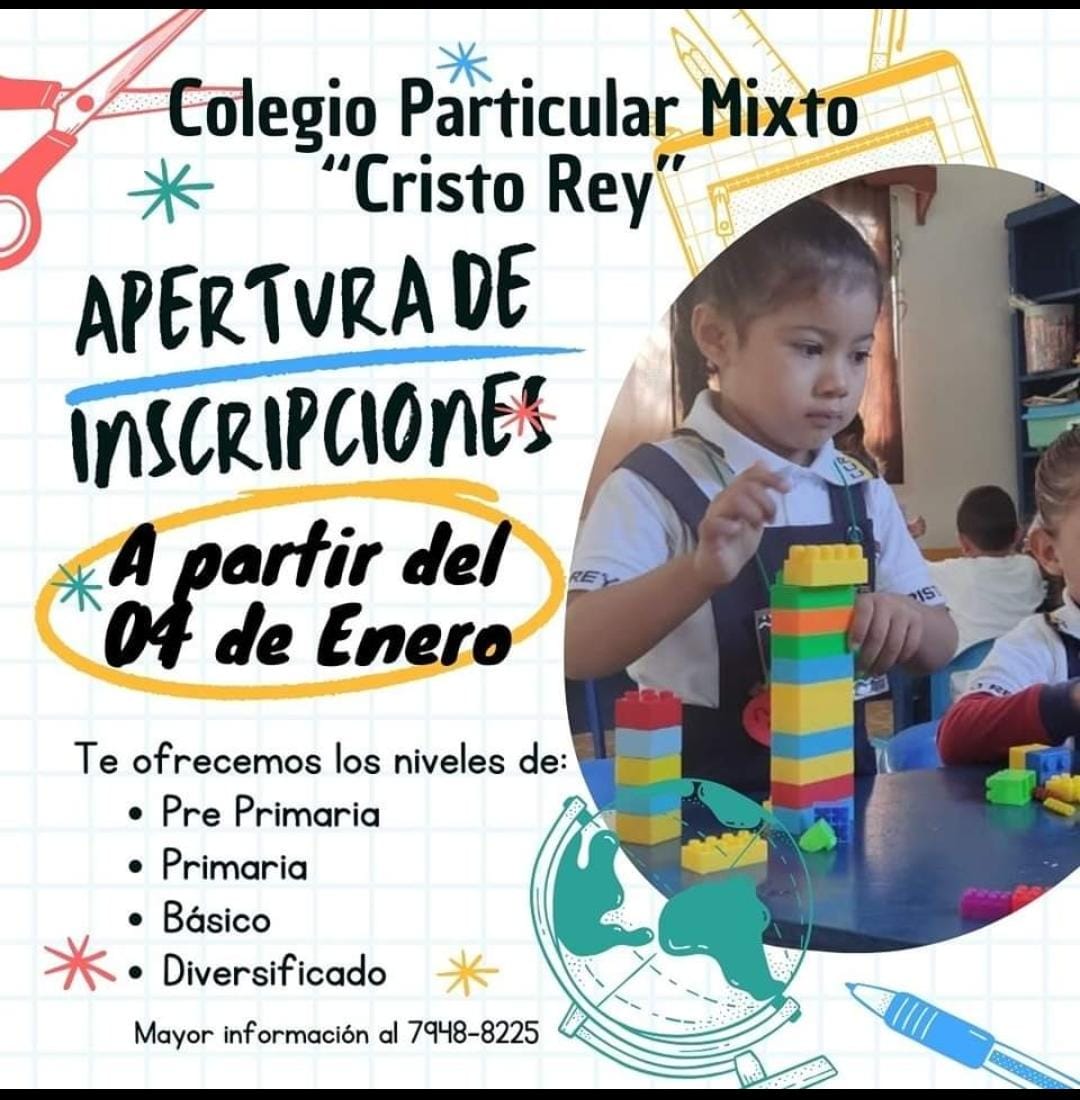 Colegio Particular Mixto
“Cristo Rey”
APERTURA DE
INSCRIPCIONES
A partir del
04 de Enero
Te ofrecemos los niveles de:
• Pre Primaria
• Primaria
• Básico
• Diversificado
Mayor información al 7948-8225
REY